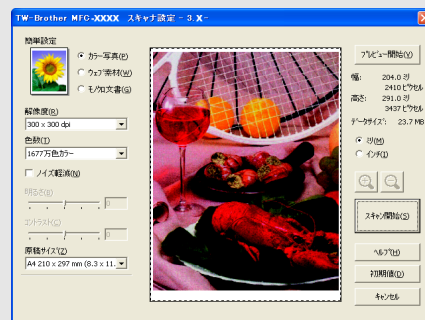 TW-Brother MFC-XXXX スキャナ設定 - 3.X-
簡単設定
カラー写真(P)
ウェブ素材(W)
モノクロ文書(G)
解像度(R)
300 x 300 dpi
色数(T)
1677万色カラー
ノイズ軽減(N)
明るさ(B)
0
コントラスト(C)
0
原稿サイズ(Z)
A4 210 x 297 mm (8.3 x 11.
プレビュー開始(V)
幅: 204.0 ミリ
2410 ピクセル
高さ: 291.0 ミリ
3437 ピクセル
データサイズ: 23.7 MB
ミリ(M)
インチ(I)
スキャン開始(S)
ヘルプ(H)
初期値(D)
キャンセル